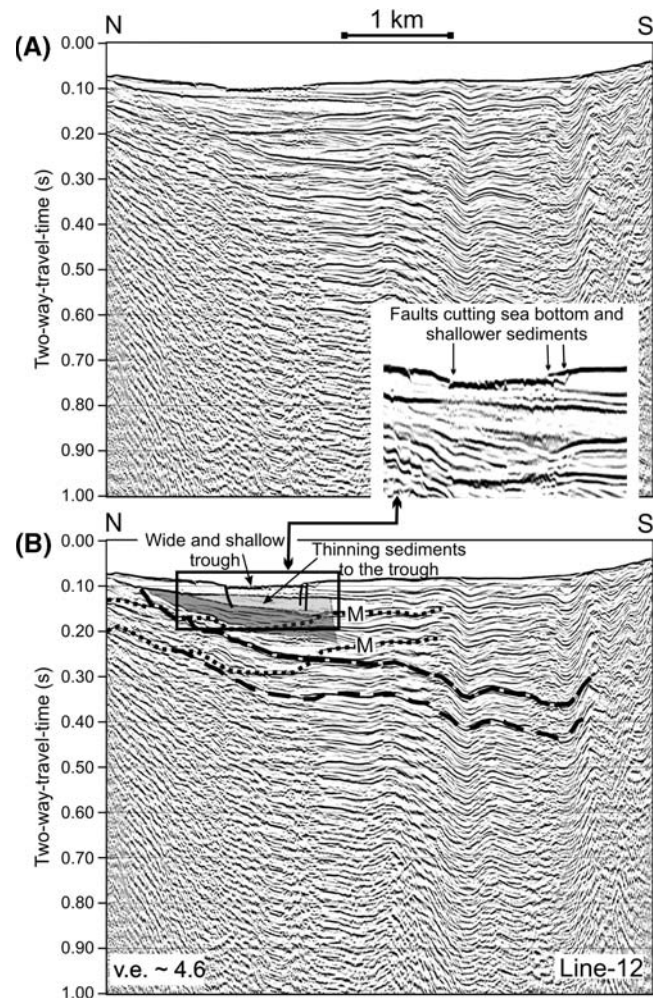 N
1 km
S
(A)
0.00
0.10
0.20
0.30
0.40
0.50
0.60
0.70
0.80
0.90
1.00
Two-way-travel-time (s)
Faults cutting sea bottom and
shallower sediments
N
S
(B)
0.00
0.10
0.20
0.30
0.40
0.50
0.60
0.70
0.80
0.90
1.00
Two-way-travel-time (s)
Wide and shallow
trough
Thinning sediments
to the trough
M
M
v.e. ~ 4.6
Line-12